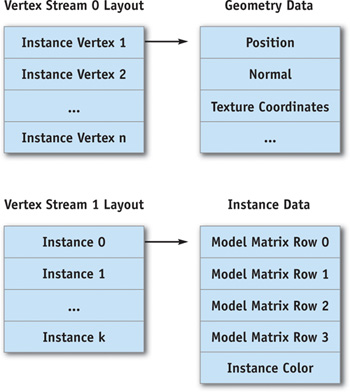 Vertex Stream 0 Layout
Instance Vertex 1
Instance Vertex 2
...
Instance Vertex n
Geometry Data
Position
Normal
Texture Coordinates
...
Vertex Stream 1 Layout
Instance 0
Instance 1
...
Instance k
Instance Data
Model Matrix Row 0
Model Matrix Row 1
Model Matrix Row 2
Model Matrix Row 3
Instance Color